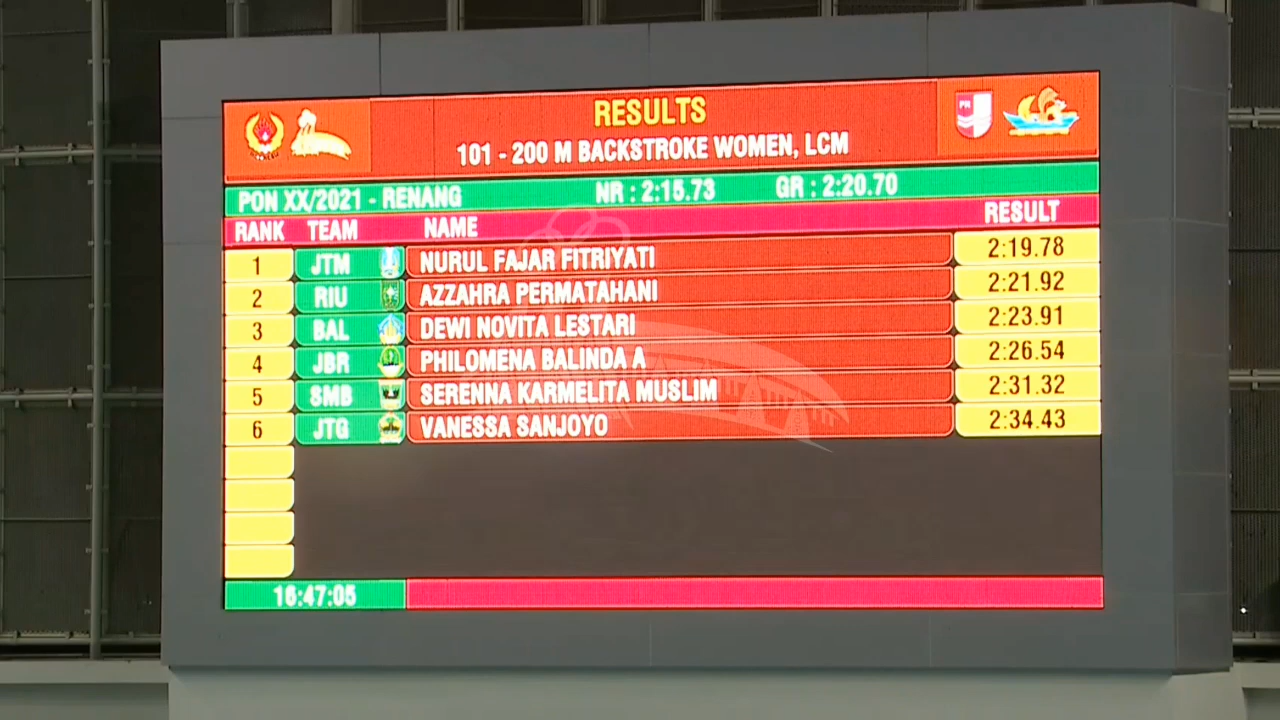 RESULTS
101 - 200 M BACKSTROKE WOMEN, LCM
PON XX/2021 - RENANG NR : 2:15.73 GR : 2:20.70
RANK TEAM NAME RESULT
1 JTM NURUL FAJAR FITRIYATI 2:19.78
2 RIU AZZAHRA PERMATAHANI 2:21.92
3 BAL DEWI NOVITA LESTARI 2:23.91
4 JBR PHILOMENA BALINDA A 2:26.54
5 SMB SERENNA KARMELITA MUSLIM 2:31.32
6 JTG VANESSA SANJOYO 2:34.43
16:47:05